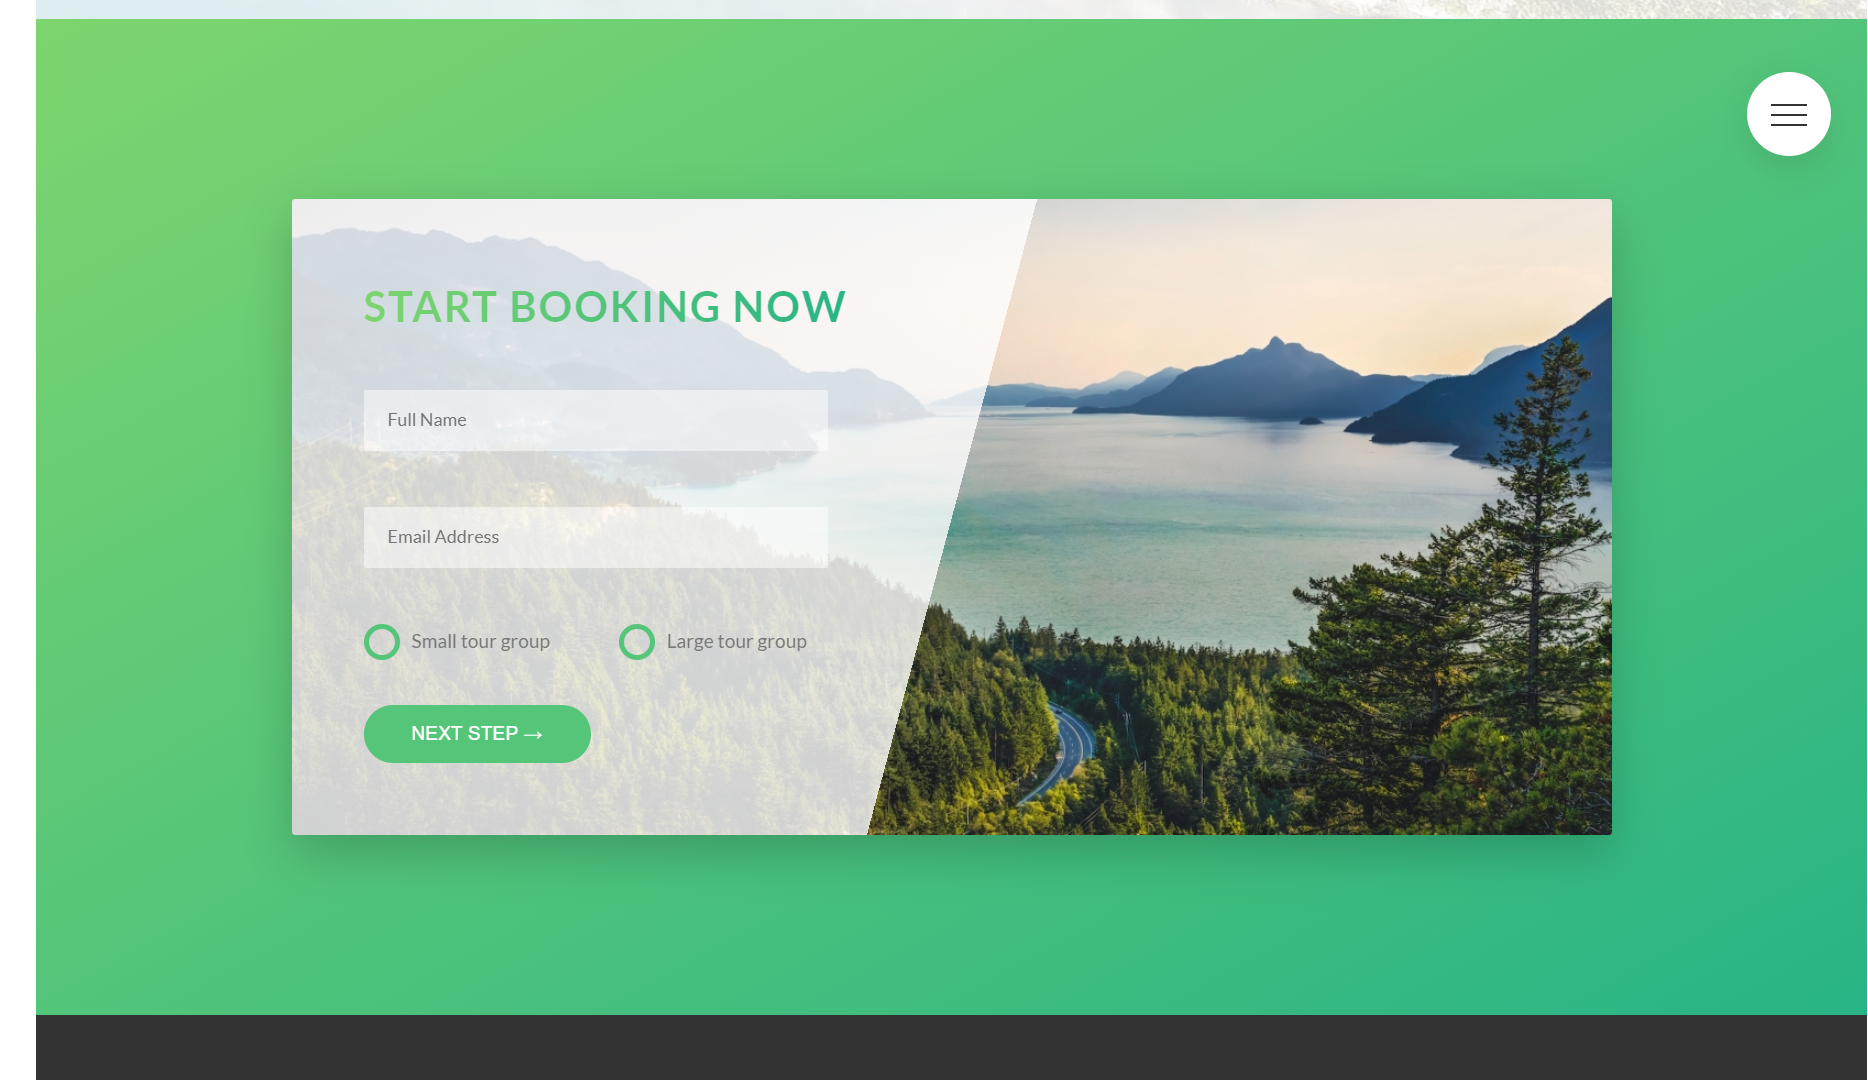 START BOOKING NOW
Full Name
Email Address
Small tour group Large tour group
NEXT STEP →